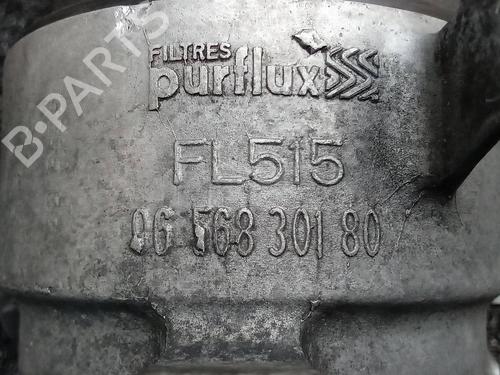 FILTRES
purflux
FL515
96 568 301 80
B-PARTS